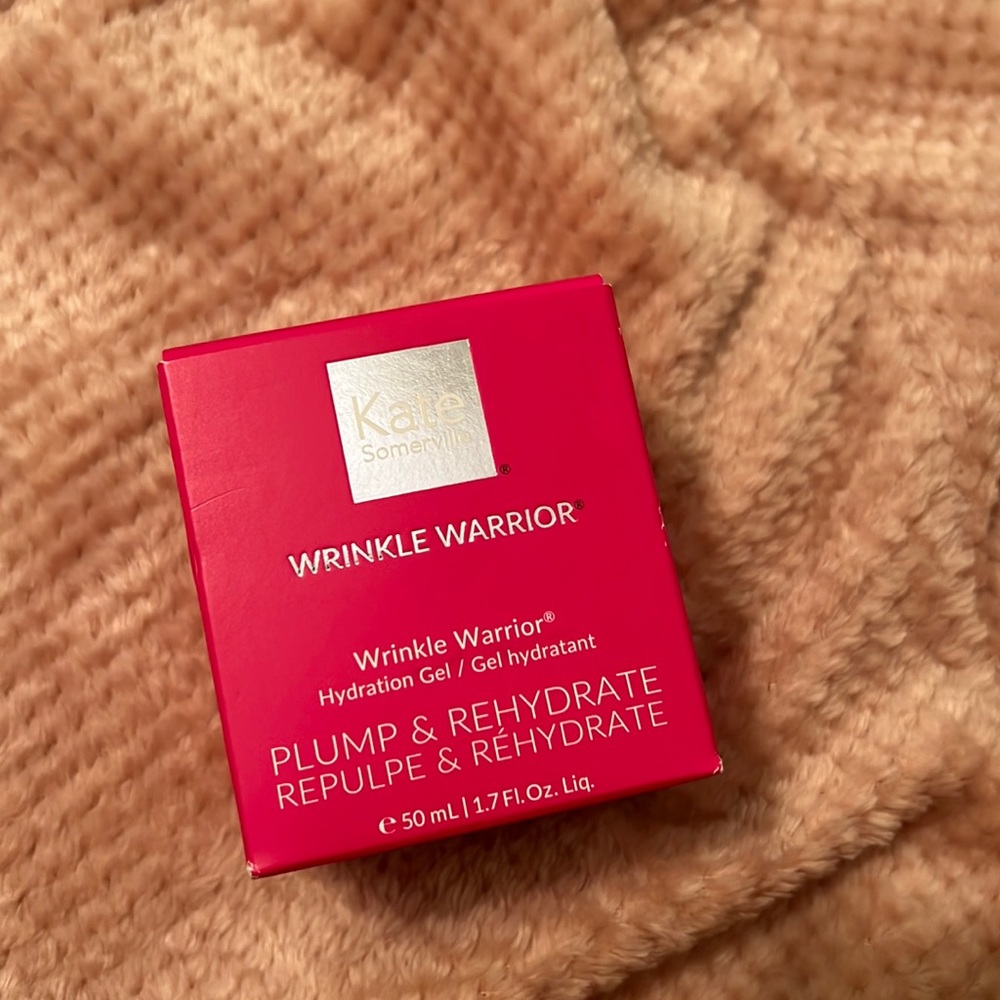 Kate
Somerville®
WRINKLE WARRIOR®
Wrinkle Warrior®
Hydration Gel / Gel hydratant
PLUMP & REHYDRATE
REPULPE & RÉHYDRATE
℮ 50 mL | 1.7 Fl. Oz. Liq.